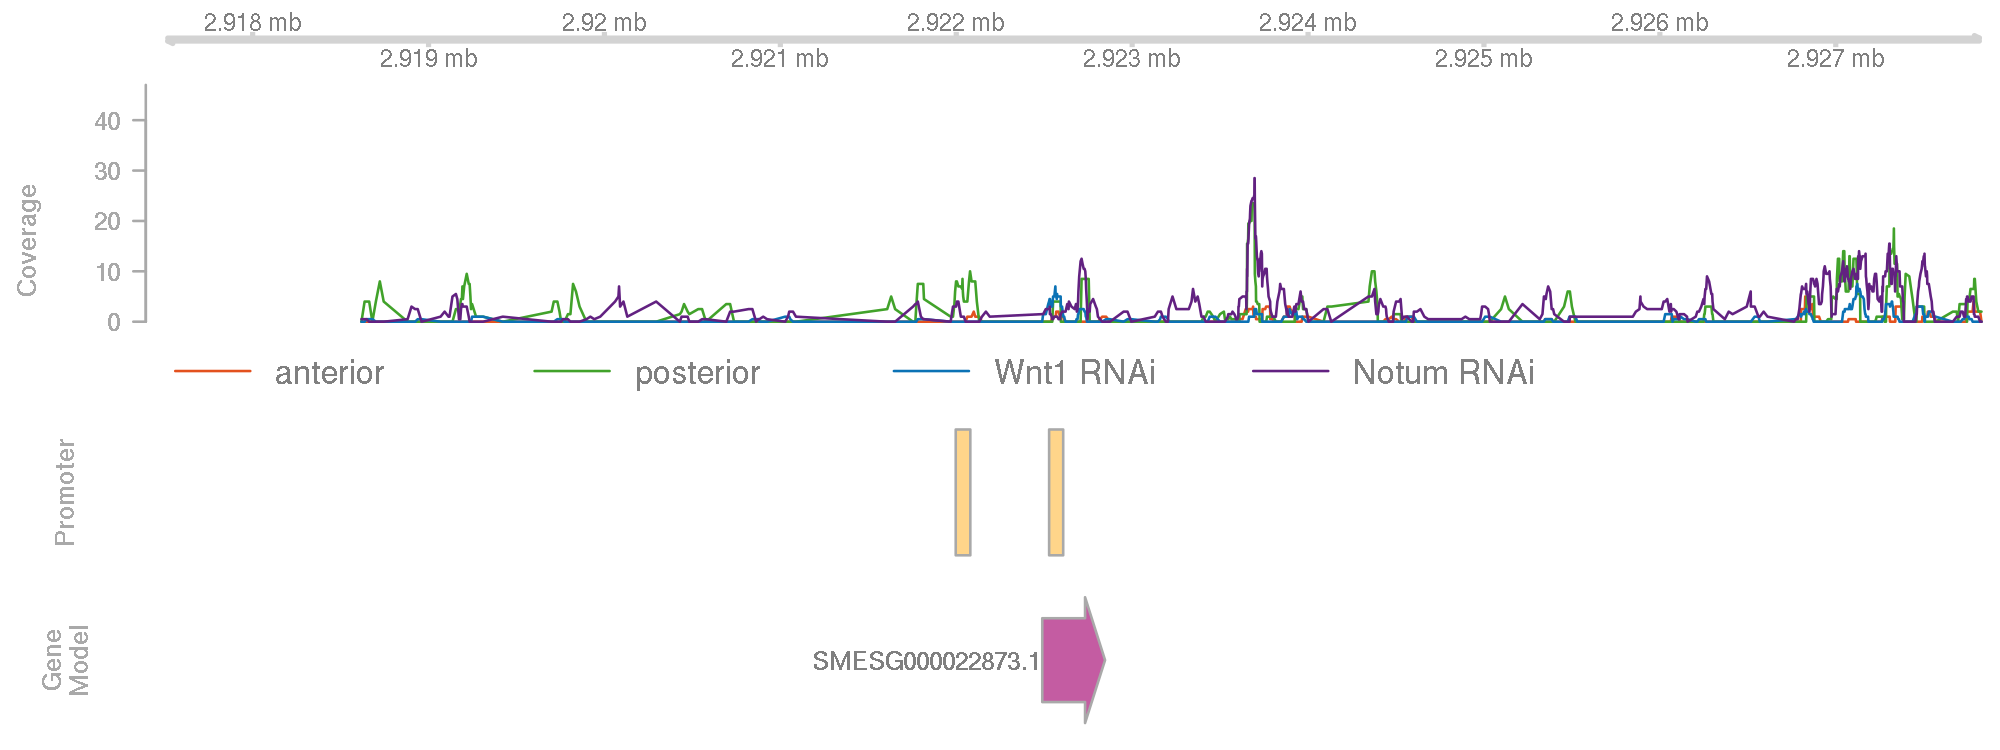 2.918 mb 2.92 mb 2.922 mb 2.924 mb 2.926 mb
2.919 mb 2.921 mb 2.923 mb 2.925 mb 2.927 mb
Coverage
40
30
20
10
0
anterior posterior Wnt1 RNAi Notum RNAi
Promoter
Gene
Model
SMESG000022873.1